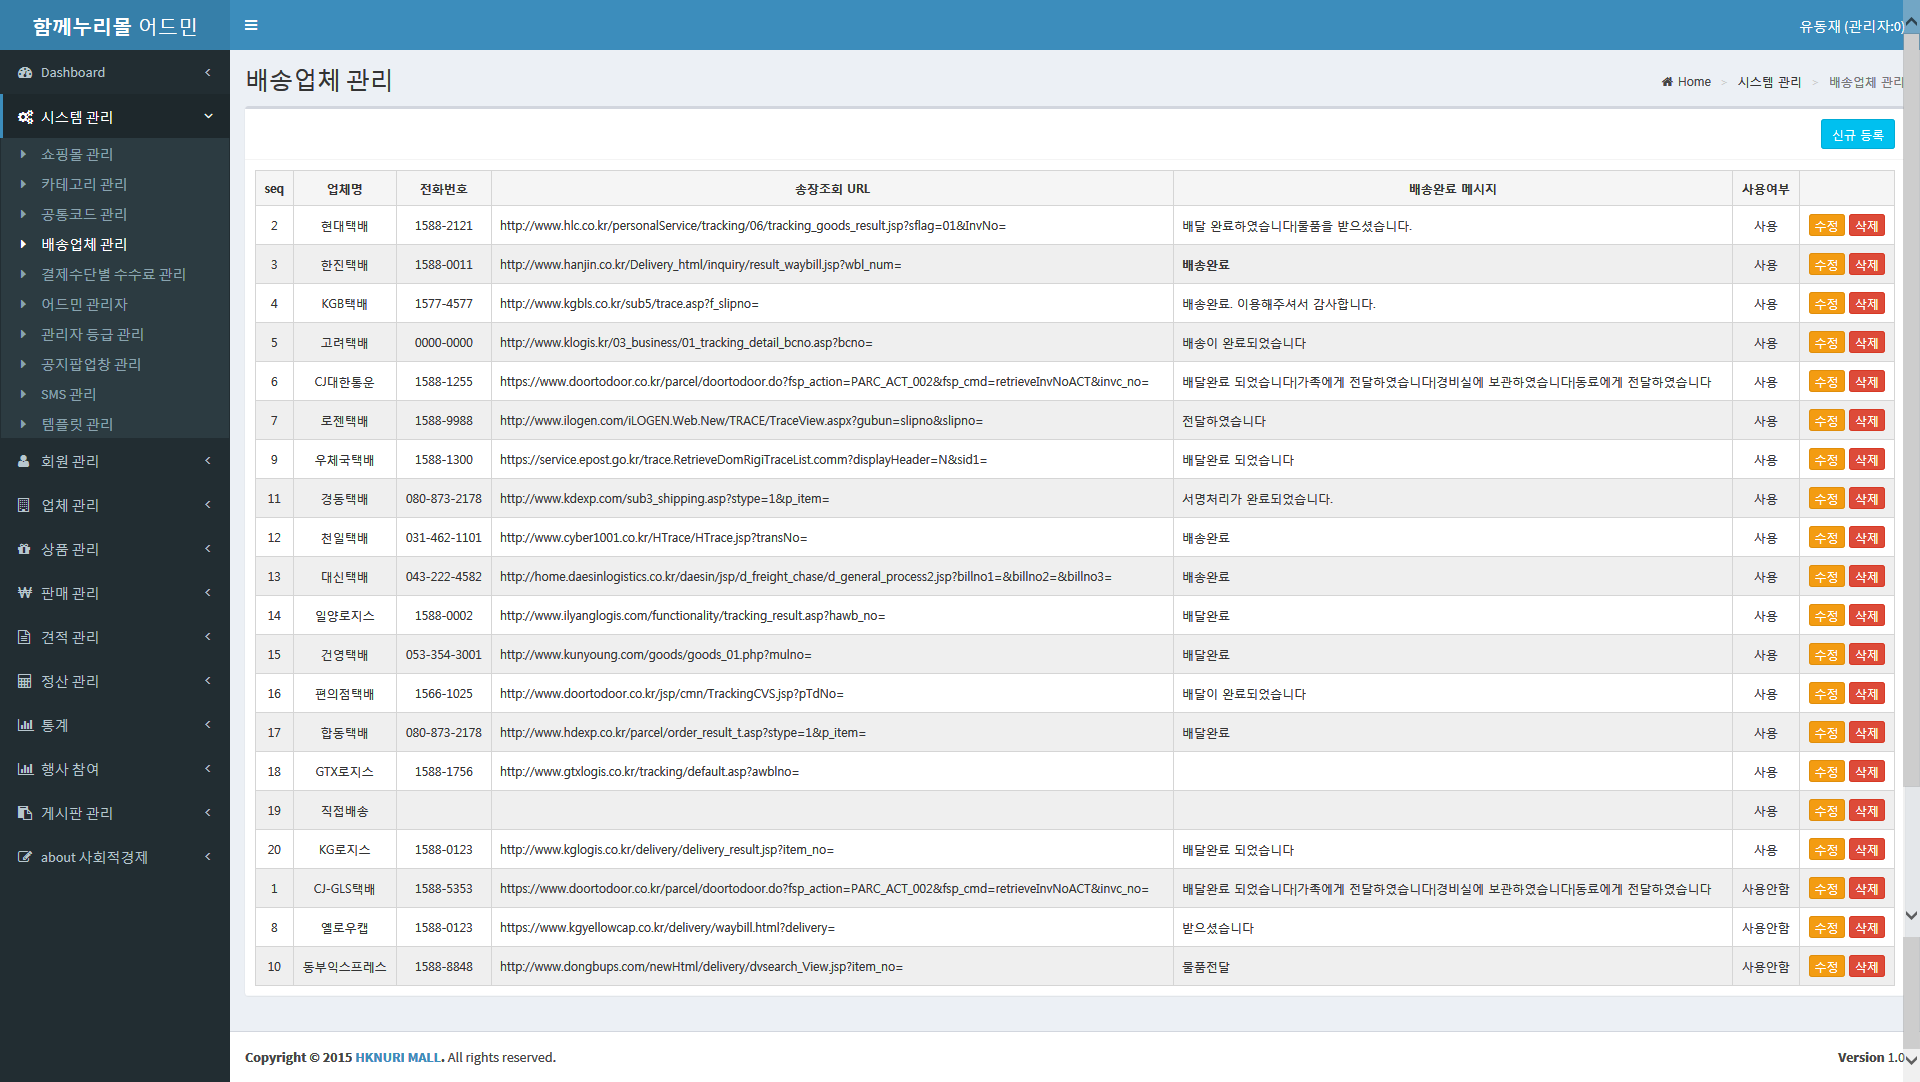 함께누리몰 어드민
유동재 (관리자:0)
Dashboard
시스템 관리
쇼핑몰 관리
카테고리 관리
공통코드 관리
배송업체 관리
결제수단별 수수료 관리
어드민 관리자
관리자 등급 관리
공지팝업창 관리
SMS 관리
템플릿 관리
회원 관리
업체 관리
상품 관리
판매 관리
견적 관리
정산 관리
통계
행사 참여
게시판 관리
about 사회적경제
배송업체 관리
Home > 시스템 관리 > 배송업체 관리
신규 등록
seq 업체명 전화번호 송장조회 URL 배송완료 메시지 사용여부
2 현대택배 1588-2121 http://www.hlc.co.kr/personalService/tracking/06/tracking_goods_result.jsp?sflag=01&InvNo= 배달 완료하였습니다|물품을 받으셨습니다. 사용 수정 삭제
3 한진택배 1588-0011 http://www.hanjin.co.kr/Delivery_html/inquiry/result_waybill.jsp?wbl_num= 배송완료 사용 수정 삭제
4 KGB택배 1577-4577 http://www.kgbls.co.kr/sub5/trace.asp?f_slipno= 배송완료. 이용해주셔서 감사합니다. 사용 수정 삭제
5 고려택배 0000-0000 http://www.klogis.kr/03_business/01_tracking_detail_bcno.asp?bcno= 배송이 완료되었습니다 사용 수정 삭제
6 CJ대한통운 1588-1255 https://www.doortodoor.co.kr/parcel/doortodoor.do?fsp_action=PARC_ACT_002&fsp_cmd=retrieveInvNoACT&invc_no= 배달완료 되었습니다|가족에게 전달하였습니다|경비실에 보관하였습니다|동료에게 전달하였습니다 사용 수정 삭제
7 로젠택배 1588-9988 http://www.ilogen.com/iLOGEN.Web.New/TRACE/TraceView.aspx?gubun=slipno&slipno= 전달하였습니다 사용 수정 삭제
9 우체국택배 1588-1300 https://service.epost.go.kr/trace.RetrieveDomRigiTraceList.comm?displayHeader=N&sid1= 배달완료 되었습니다 사용 수정 삭제
11 경동택배 080-873-2178 http://www.kdexp.com/sub3_shipping.asp?stype=1&p_item= 서명처리가 완료되었습니다. 사용 수정 삭제
12 천일택배 031-462-1101 http://www.cyber1001.co.kr/HTrace/HTrace.jsp?transNo= 배송완료 사용 수정 삭제
13 대신택배 043-222-4582 http://home.daesinlogistics.co.kr/daesin/jsp/d_freight_chase/d_general_process2.jsp?billno1=&billno2=&billno3= 배송완료 사용 수정 삭제
14 일양로지스 1588-0002 http://www.ilyanglogis.com/functionality/tracking_result.asp?hawb_no= 배달완료 사용 수정 삭제
15 건영택배 053-354-3001 http://www.kunyoung.com/goods/goods_01.php?mulno= 배달완료 사용 수정 삭제
16 편의점택배 1566-1025 http://www.doortodoor.co.kr/jsp/cmn/TrackingCVS.jsp?pTdNo= 배달이 완료되었습니다 사용 수정 삭제
17 합동택배 080-873-2178 http://www.hdexp.co.kr/parcel/order_result_t.asp?stype=1&p_item= 배달완료 사용 수정 삭제
18 GTX로지스 1588-1756 http://www.gtxlogis.co.kr/tracking/default.asp?awblno= 사용 수정 삭제
19 직접배송 사용 수정 삭제
20 KG로지스 1588-0123 http://www.kglogis.co.kr/delivery/delivery_result.jsp?item_no= 배달완료 되었습니다 사용 수정 삭제
1 CJ-GLS택배 1588-5353 https://www.doortodoor.co.kr/parcel/doortodoor.do?fsp_action=PARC_ACT_002&fsp_cmd=retrieveInvNoACT&invc_no= 배달완료 되었습니다|가족에게 전달하였습니다|경비실에 보관하였습니다|동료에게 전달하였습니다 사용안함 수정 삭제
8 옐로우캡 1588-0123 https://www.kgyellowcap.co.kr/delivery/waybill.html?delivery= 받으셨습니다 사용안함 수정 삭제
10 동부익스프레스 1588-8848 http://www.dongbups.com/newHtml/delivery/dvsearch_View.jsp?item_no= 물품전달 사용안함 수정 삭제
Copyright © 2015 HKNURI MALL. All rights reserved.
Version 1.0